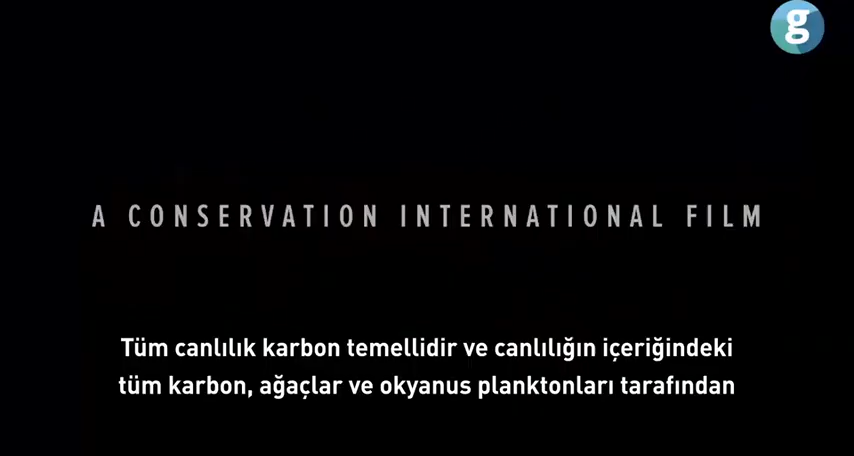 g
A CONSERVATION INTERNATIONAL FILM
Tüm canlılık karbon temellidir ve canlılığın içeriğindeki
tüm karbon, ağaçlar ve okyanus planktonları tarafından